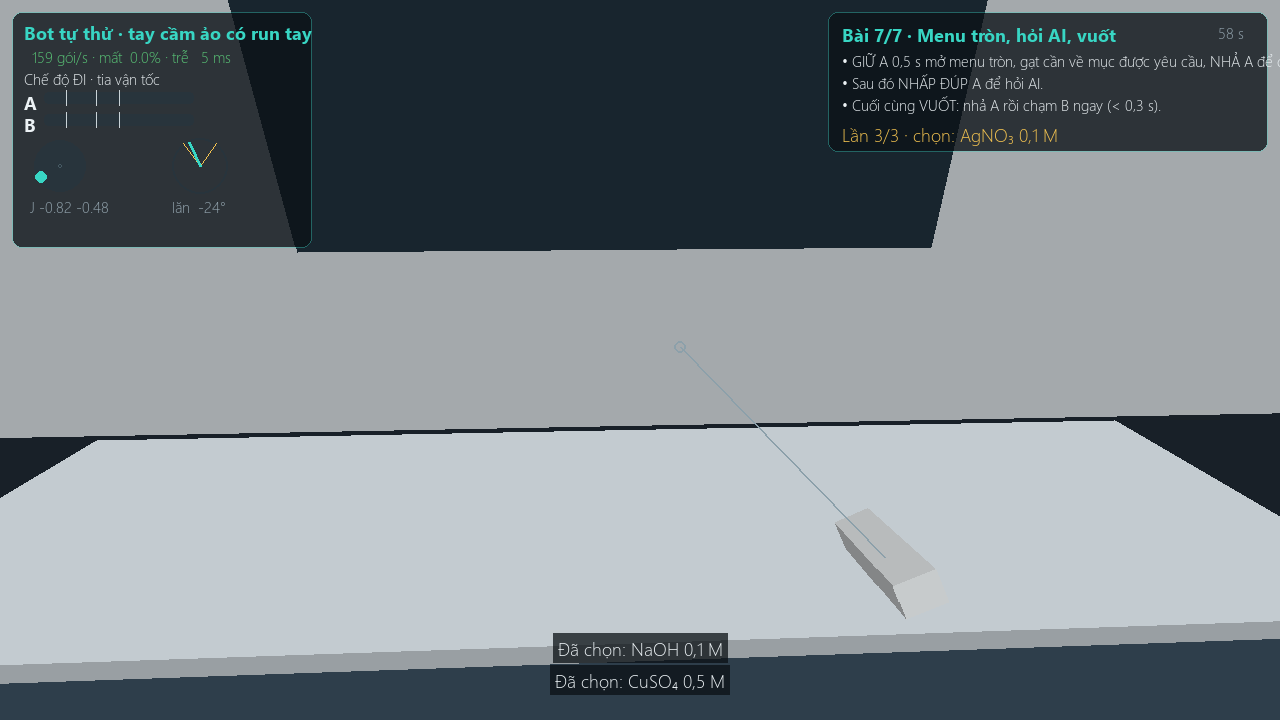 Bot tự thử · tay cầm ảo có run tay
159 gói/s · mất 0.0% · trễ 5 ms
Chế độ ĐI · tia vận tốc
A
B
J -0.82 -0.48
lăn -24°
Bài 7/7 · Menu tròn, hỏi AI, vuốt
58 s
• GIỮ A 0,5 s mở menu tròn, gạt cần về mục được yêu cầu, NHẢ A để
• Sau đó NHẤP ĐÚP A để hỏi AI.
• Cuối cùng VUỐT: nhả A rồi chạm B ngay (< 0,3 s).
Lần 3/3 · chọn: AgNO₃ 0,1 M
Đã chọn: NaOH 0,1 M
Đã chọn: CuSO₄ 0,5 M